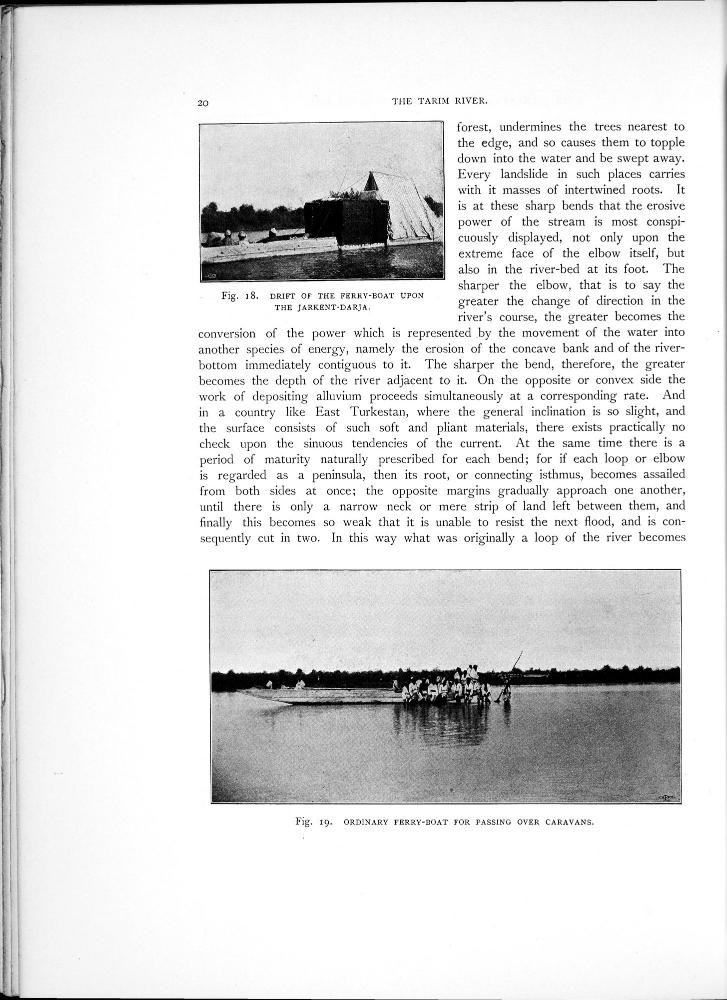 20
THE TARIM RIVER.
forest, undermines the trees nearest to
the edge, and so causes them to topple
down into the water and be swept away.
Every landslide in such places carries
with it masses of intertwined roots. It
is at these sharp bends that the erosive
power of the stream is most conspi-
cuously displayed, not only upon the
extreme face of the elbow itself, but
also in the river-bed at its foot. The
sharper the elbow, that is to say the
greater the change of direction in the
river's course, the greater becomes the
Fig. 18. DRIFT OF THE FERRY-BOAT UPON
THE JARKENT-DARJA.
conversion of the power which is represented by the movement of the water into
another species of energy, namely the erosion of the concave bank and of the river-
bottom immediately contiguous to it. The sharper the bend, therefore, the greater
becomes the depth of the river adjacent to it. On the opposite or convex side the
work of depositing alluvium proceeds simultaneously at a corresponding rate. And
in a country like East Turkestan, where the general inclination is so slight, and
the surface consists of such soft and pliant materials, there exists practically no
check upon the sinuous tendencies of the current. At the same time there is a
period of maturity naturally prescribed for each bend; for if each loop or elbow
is regarded as a peninsula, then its root, or connecting isthmus, becomes assailed
from both sides at once; the opposite margins gradually approach one another,
until there is only a narrow neck or mere strip of land left between them, and
finally this becomes so weak that it is unable to resist the next flood, and is con-
sequently cut in two. In this way what was originally a loop of the river becomes
Fig. 19. ORDINARY FERRY-BOAT FOR PASSING OVER CARAVANS.